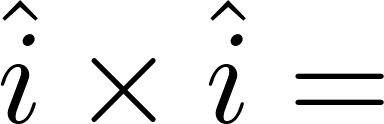 î × î =